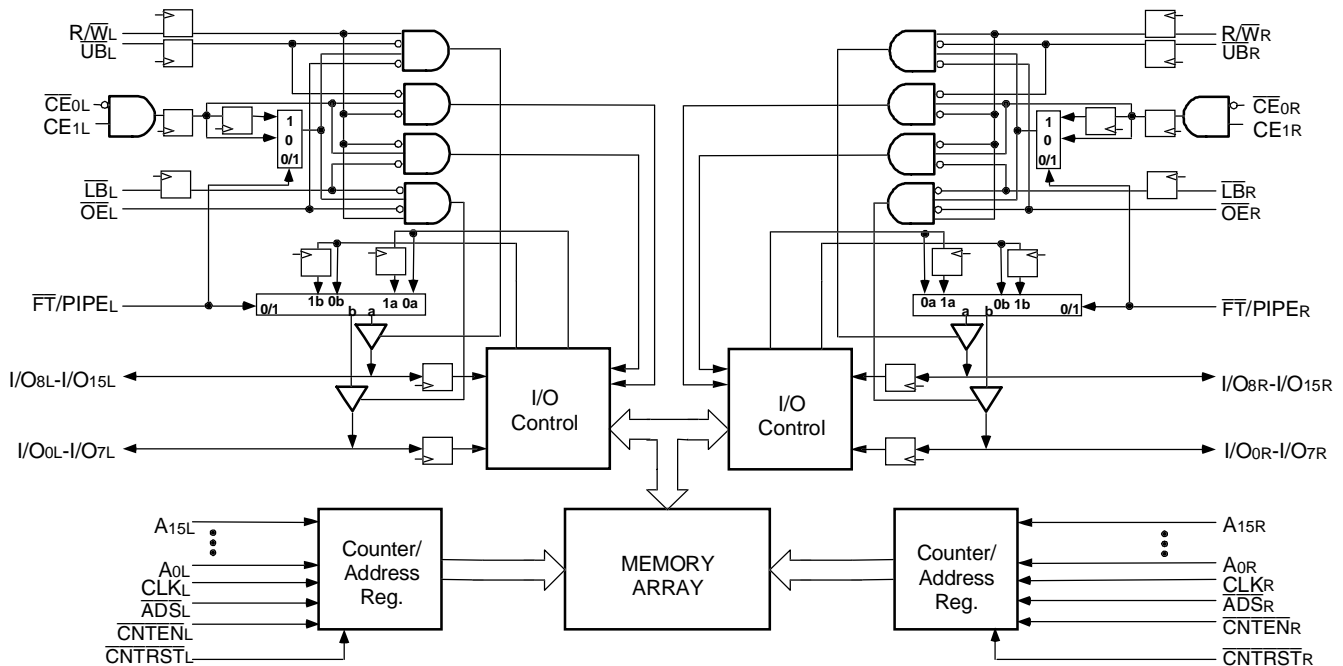 R/W̅L
U̅B̅L
C̅E̅0L
CE1L
1
0
0/1
L̅B̅L
O̅E̅L
1b 0b
1a 0a
0/1
b a
F̅T̅/PIPEL
I/O8L-I/O15L
I/O0L-I/O7L
I/O
Control
R/W̅R
U̅B̅R
C̅E̅0R
CE1R
1
0
0/1
L̅B̅R
O̅E̅R
0a 1a
0b 1b
a b
0/1
F̅T̅/PIPER
I/O8R-I/O15R
I/O0R-I/O7R
I/O
Control
A15L
A0L
CLKL
A̅D̅S̅L
C̅N̅T̅E̅N̅L
C̅N̅T̅R̅S̅T̅L
Counter/
Address
Reg.
MEMORY
ARRAY
Counter/
Address
Reg.
A15R
A0R
CLKR
A̅D̅S̅R
C̅N̅T̅E̅N̅R
C̅N̅T̅R̅S̅T̅R